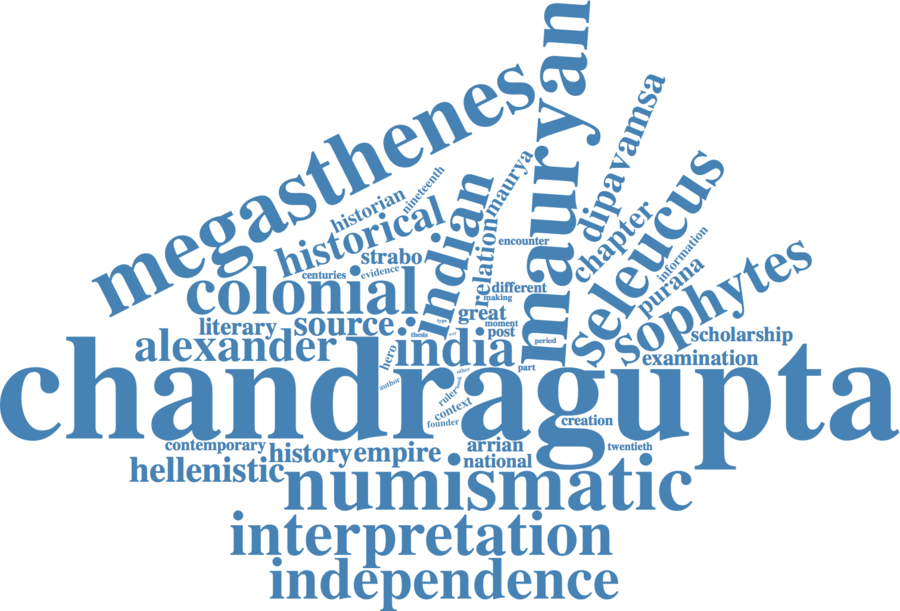 mauryan
megasthenes
dipavamsa
seleucus
maurya
nineteenth
historian
historical
indian
relation
encounter
chapter
information
purana
sophytes
strabo
centuries
evidence
colonial
different
making
great
literary
source
thesis
type
moment
post
period
scholarship
alexander
hero
india
examination
part
other
author
ruler
work
context
founder
chandragupta
creation
contemporary
history
empire
arrian
national
twentieth
hellenistic
numismatic
interpretation
independence